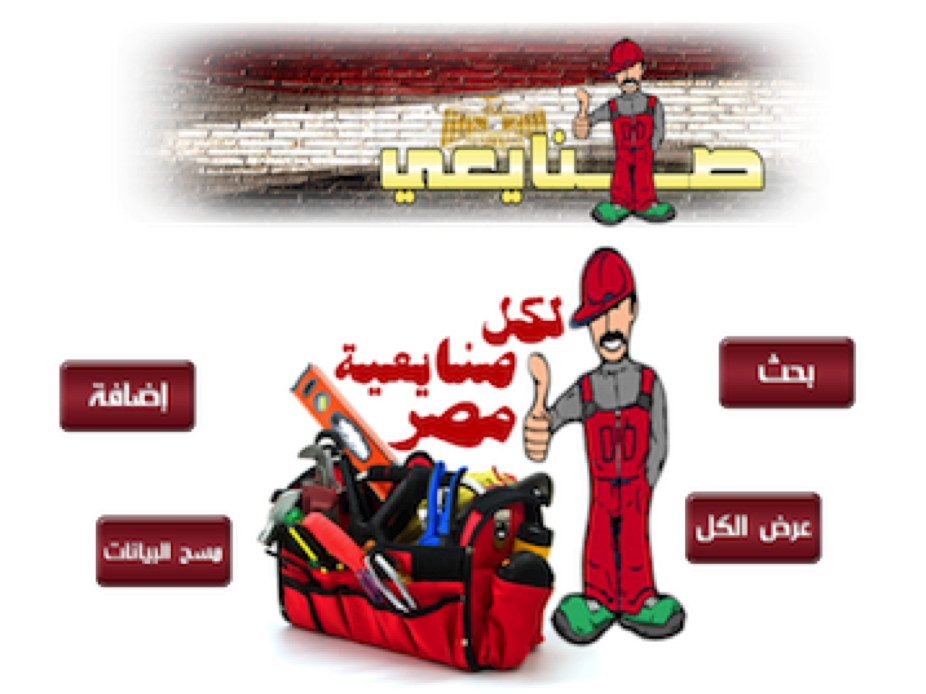 صنايعي
لكل
صنايعية
مصر
بحث
إضافة
عرض الكل
مسح البيانات